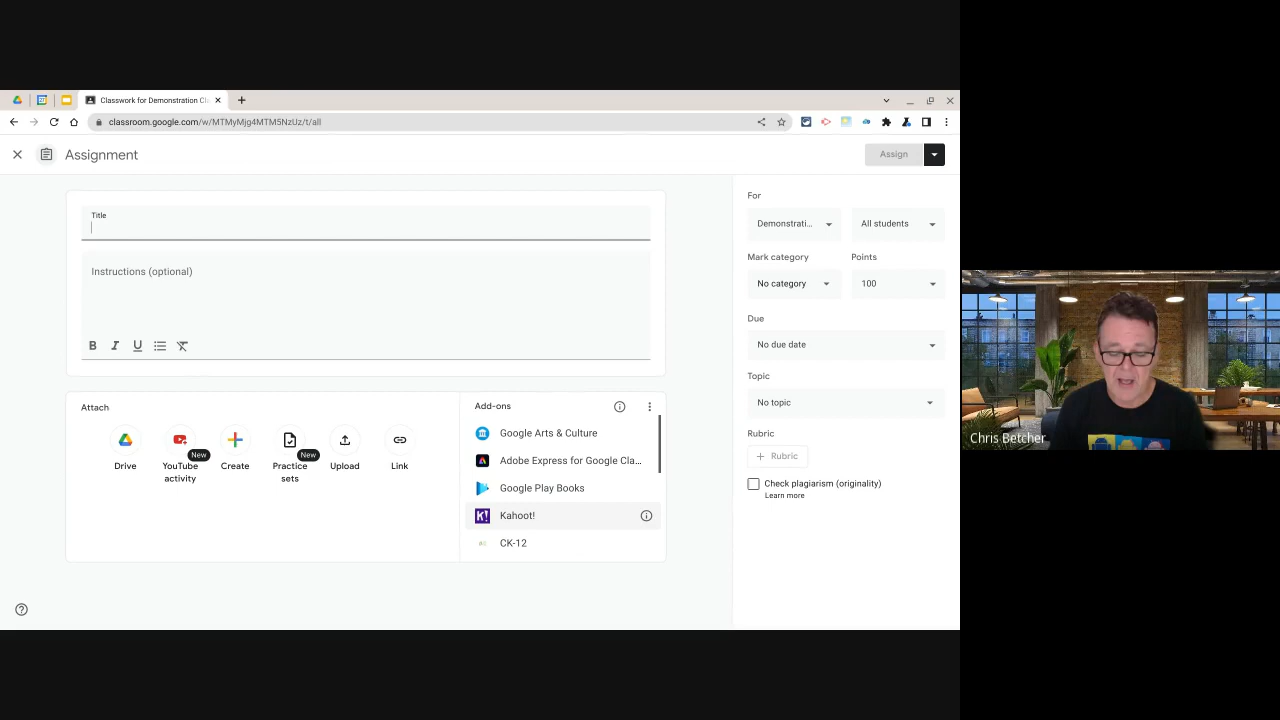 Classwork for Demonstration Cl
classroom.google.com/w/MTMyMjg4MTM5NzUz/t/all
Assignment
Assign
Title
Instructions (optional)
B I U
Attach
Drive
YouTube activity
New
Create
Practice sets
New
Upload
Link
Add-ons
Google Arts & Culture
Adobe Express for Google Cla...
Google Play Books
K! Kahoot!
CK-12
For
Demonstrati...
All students
Mark category
Points
No category
100
Due
No due date
Topic
No topic
Rubric
+ Rubric
Check plagiarism (originality)
Learn more
Chris Betcher